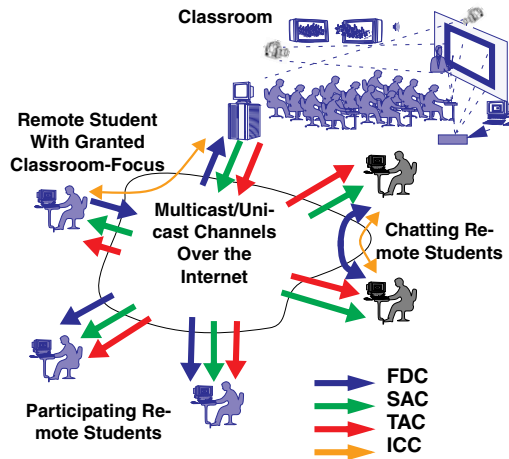 Classroom
Remote Student
With Granted
Classroom-Focus
Multicast/Uni-
cast Channels
Over the
Internet
Chatting Re-
mote Students
Participating Re-
mote Students
FDC
SAC
TAC
ICC